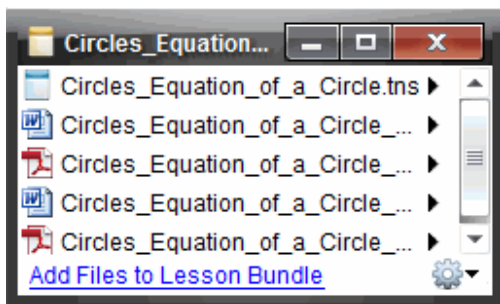 Circles_Equation...
Circles_Equation_of_a_Circle.tns
Circles_Equation_of_a_Circle_...
Circles_Equation_of_a_Circle_...
Circles_Equation_of_a_Circle_...
Circles_Equation_of_a_Circle_...
Add Files to Lesson Bundle